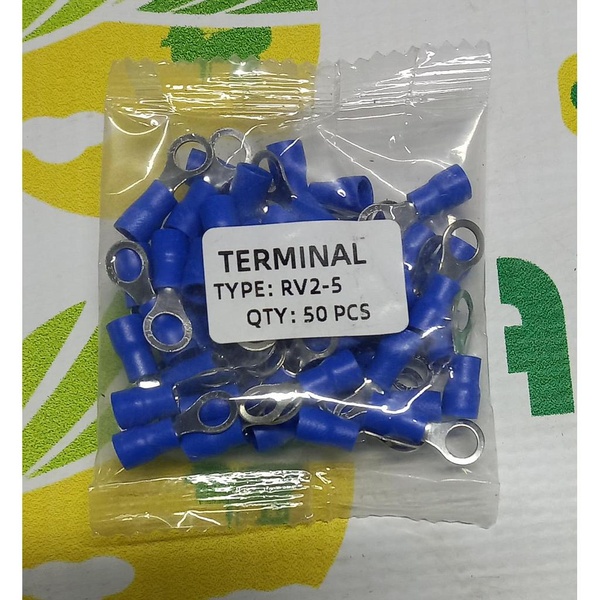 TERMINAL
TYPE: RV2-5
QTY: 50 PCS